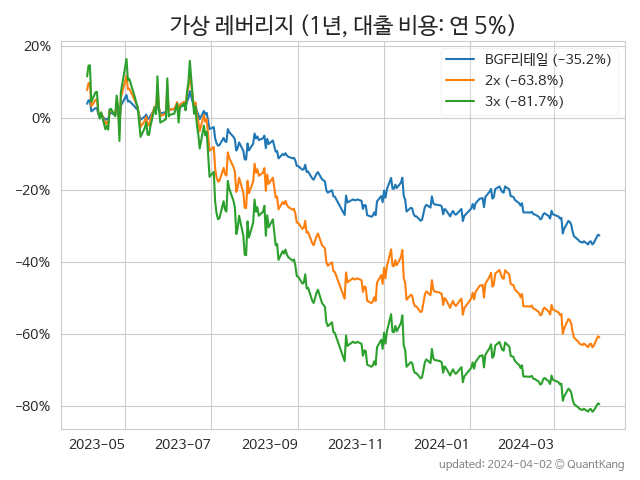 가상 레버리지 (1년, 대출 비용: 연 5%)
20%
0%
−20%
−40%
−60%
−80%
BGF리테일 (−35.2%)
2x (−63.8%)
3x (−81.7%)
2023-05 2023-07 2023-09 2023-11 2024-01 2024-03
updated: 2024-04-02 © QuantKang